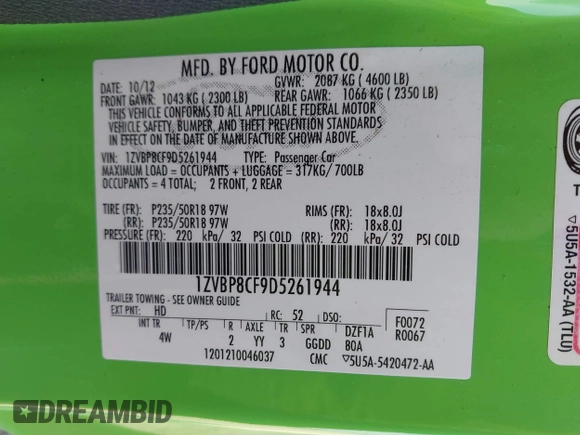 MFD. BY FORD MOTOR CO.
DATE: 10/12 GVWR: 2087 KG ( 4600 LB)
FRONT GAWR: 1043 KG ( 2300 LB) REAR GAWR: 1066 KG ( 2350 LB)
THIS VEHICLE CONFORMS TO ALL APPLICABLE FEDERAL MOTOR
VEHICLE SAFETY, BUMPER, AND THEFT PREVENTION STANDARDS
IN EFFECT ON THE DATE OF MANUFACTURE SHOWN ABOVE.
VIN: 1ZVBP8CF9D5261944 TYPE: Passenger Car
MAXIMUM LOAD = OCCUPANTS + LUGGAGE = 317KG/ 700LB
OCCUPANTS = 4 TOTAL; 2 FRONT, 2 REAR
TIRE (FR): P235/50R18 97W RIMS (FR): 18x8.0J
(RR): P235/50R18 97W (RR): 18x8.0J
PRESSURE (FR): 220 kPa/ 32 PSI COLD (RR): 220 kPa/ 32 PSI COLD
1ZVBP8CF9D5261944
TRAILER TOWING - SEE OWNER GUIDE
EXT PNT: HD RC: 52 DSO: F0072
INT TR TP/PS R AXLE TR SPR DZF1A R0067
4W 2 YY 3 GGDD 80A
1201210046037 CMC ▽5U5A-5420472-AA
▽5U5A-1532-AA (TLU)
DREAMBID